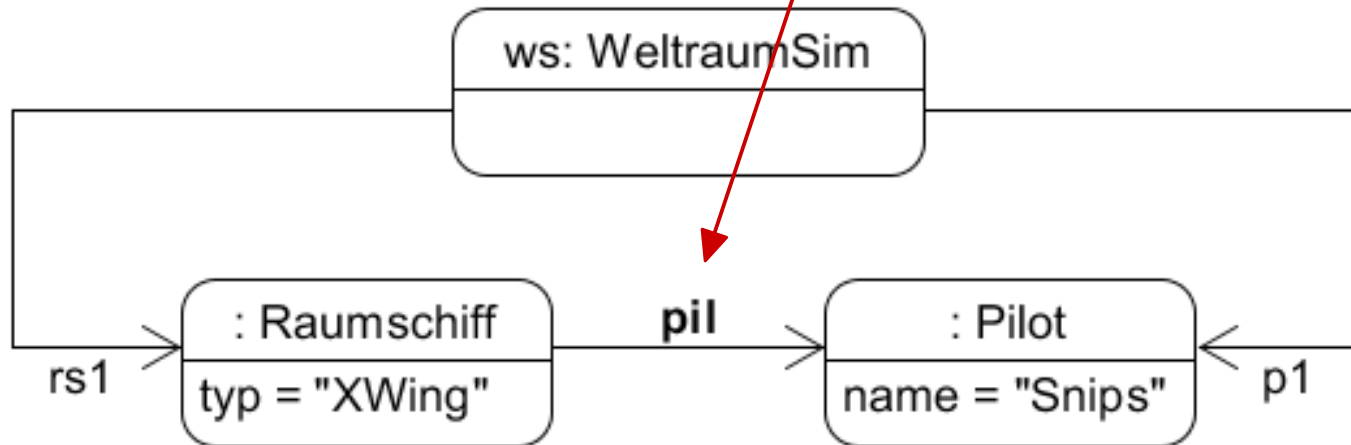 ws: WeltraumSim
: Raumschiff
pil
: Pilot
rs1
typ = "XWing"
name = "Snips"
p1